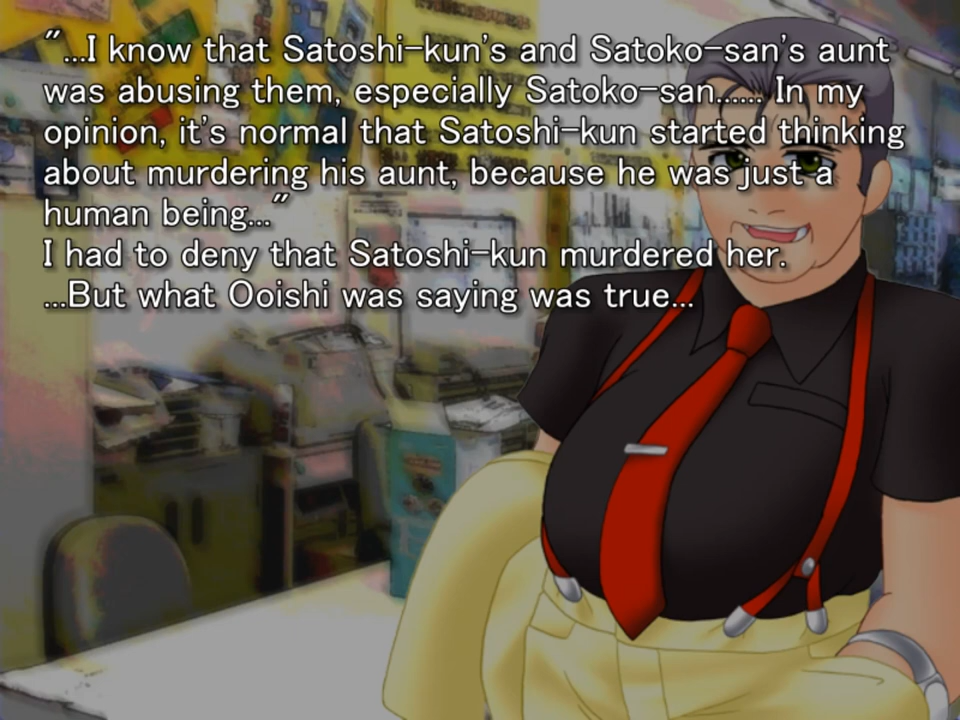 "...I know that Satoshi-kun's and Satoko-san's aunt
was abusing them, especially Satoko-san...... In my
opinion, it's normal that Satoshi-kun started thinking
about murdering his aunt, because he was just a
human being..."
I had to deny that Satoshi-kun murdered her.
...But what Ooishi was saying was true...